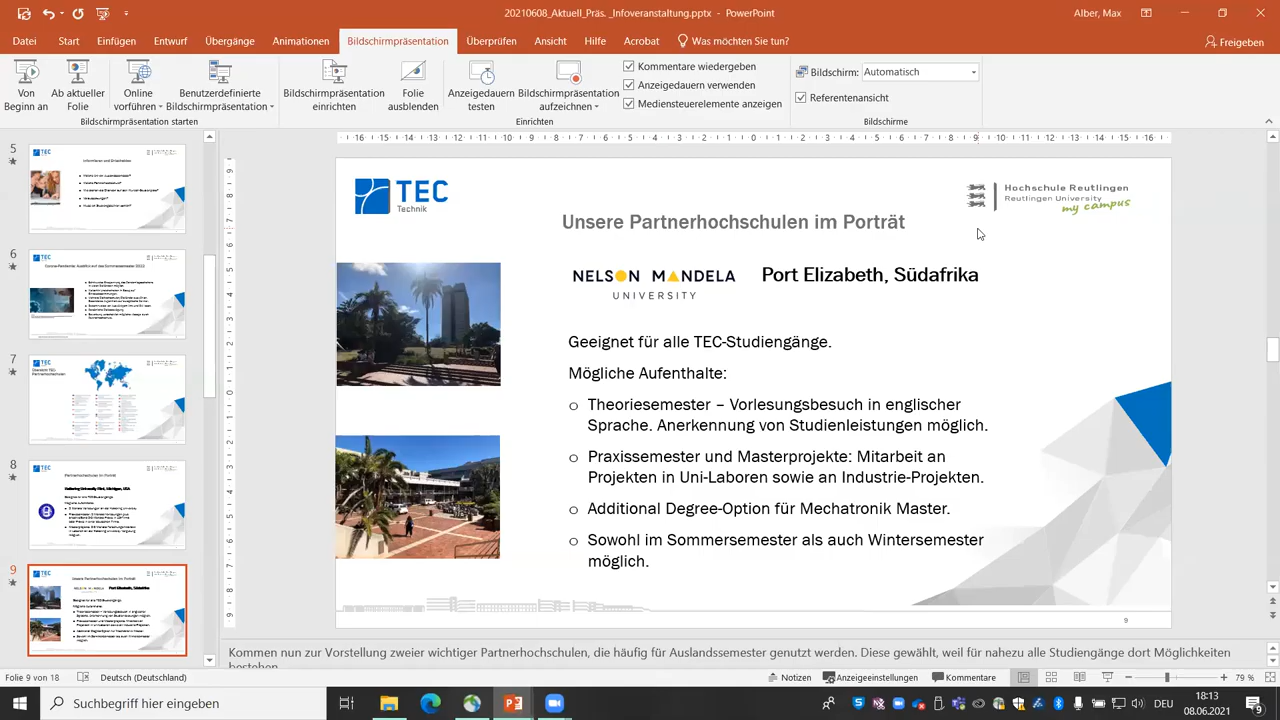 20210608_Aktuell_Präs_Infoveranstaltung.pptx – PowerPoint
Alber, Max
Datei Start Einfügen Entwurf Übergänge Animationen Bildschirmpräsentation Überprüfen Ansicht Hilfe Acrobat Was möchten Sie tun? Freigeben
Von Beginn an
Ab aktueller Folie
Online vorführen
Benutzerdefinierte Bildschirmpräsentation
Bildschirmpräsentation einrichten
Folie ausblenden
Anzeigedauern testen
Bildschirmpräsentation aufzeichnen
Kommentare wiedergeben
Anzeigedauern verwenden
Mediensteuerelemente anzeigen
Bildschirm: Automatisch
Referentenansicht
Bildschirmpräsentation starten
Einrichten
Bildschirme
5
6
8
9
TEC
Technik
Hochschule Reutlingen
Reutlingen University
my campus
Unsere Partnerhochschulen im Porträt
NELSON MANDELA
UNIVERSITY
Port Elizabeth, Südafrika
Geeignet für alle TEC-Studiengänge.
Mögliche Aufenthalte:
o Theoriesemester – Vorlesungsbesuch in englischer
Sprache. Anerkennung von Studienleistungen möglich.
o Praxissemester und Masterprojekte: Mitarbeit an
Projekten in Uni-Laboren sowie an Industrie-Projekten.
o Additional Degree-Option für Mechatronik Master.
o Sowohl im Sommersemester als auch Wintersemester
möglich.
9
Kommen nun zur Vorstellung zweier wichtiger Partnerhochschulen, die häufig für Auslandssemester genutzt werden. Diese gewählt, weil für nahezu alle Studiengänge dort Möglichkeiten
bestehen
Folie 9 von 18 Deutsch (Deutschland) Notizen Anzeigeeinstellungen Kommentare 79 %
Suchbegriff hier eingeben
DEU
18:13
08.06.2021